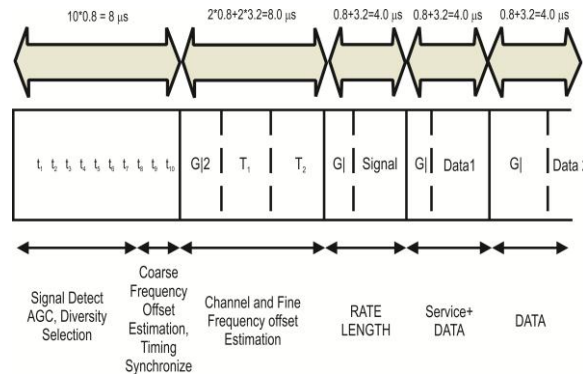 10*0.8 = 8 μs 2*0.8+2*3.2=8.0 μs 0.8+3.2=4.0 μs 0.8+3.2=4.0 μs 0.8+3.2=4.0 μs
t1 t2 t3 t4 t5 t6 t7 t8 t9 t10 G|2 T1 T2 G| Signal G| Data1 G| Data 2
Signal Detect
AGC, Diversity
Selection
Coarse
Frequency
Offset
Estimation,
Timing
Synchronize
Channel and Fine
Frequency offset
Estimation
RATE
LENGTH
Service+
DATA
DATA